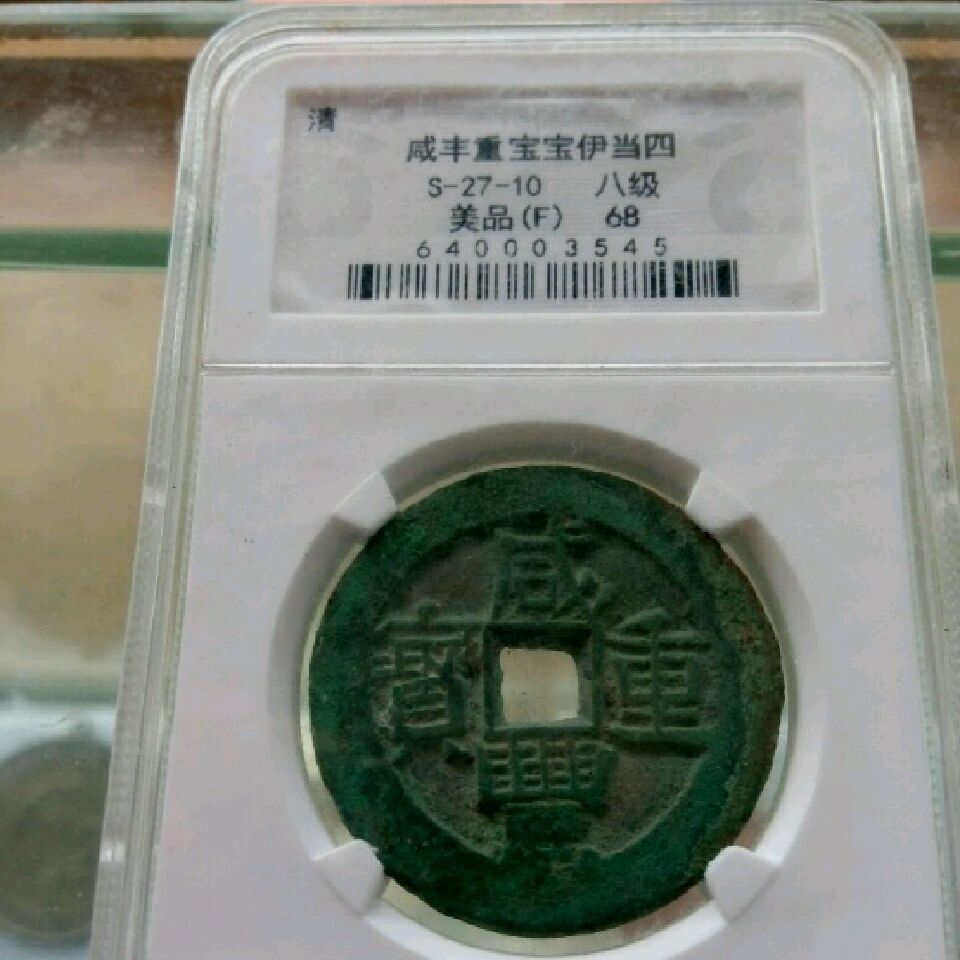 清
咸丰重宝宝伊当四
S-27-10 八级
美品(F) 68
6400003545
咸
寶 重
豐